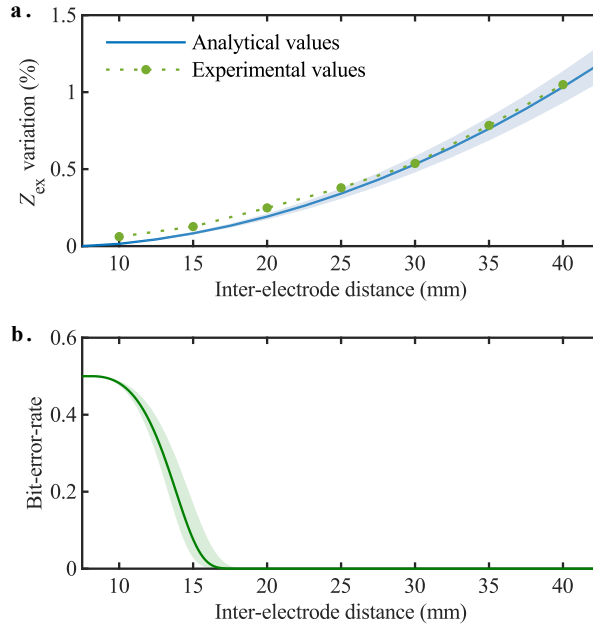 a.
1.5
1
0.5
0
Z_ex variation (%)
Analytical values
Experimental values
10 15 20 25 30 35 40
Inter-electrode distance (mm)
b.
0.6
0.4
0.2
0
Bit-error-rate
10 15 20 25 30 35 40
Inter-electrode distance (mm)